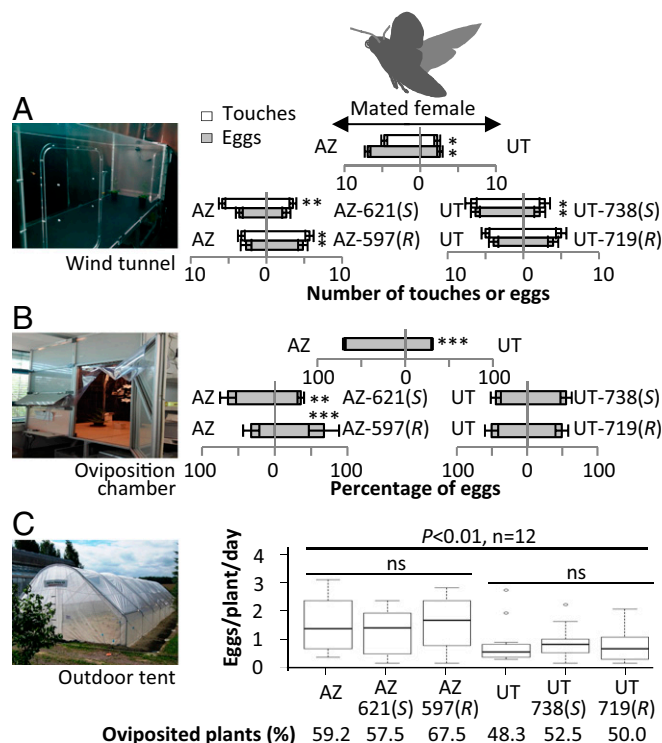 A
Touches
Eggs
Mated female
AZ
UT
*
*
10 0 10
AZ
** AZ-621(S)
UT
* UT-738(S)
*
AZ
* AZ-597(R)
*
UT
UT-719(R)
10 0 10
10 0 10
Wind tunnel
Number of touches or eggs
B
AZ
***
UT
100 0 100
AZ
** AZ-621(S)
UT
UT-738(S)
AZ
*** AZ-597(R)
UT
UT-719(R)
Oviposition
chamber
100 0 100
100 0 100
Percentage of eggs
C
Outdoor tent
P<0.01, n=12
ns
ns
Eggs/plant/day
4
3
2
1
0
AZ
AZ
621(S)
AZ
597(R)
UT
UT
738(S)
UT
719(R)
Oviposited plants (%) 59.2 57.5 67.5 48.3 52.5 50.0